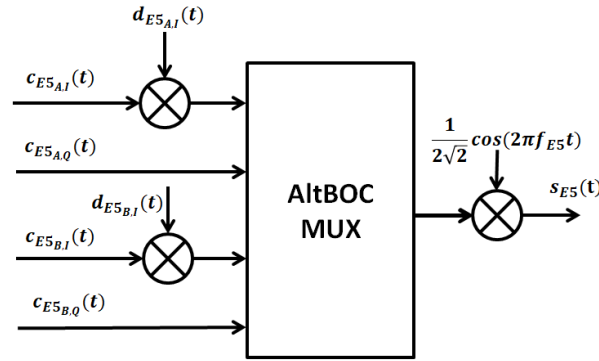 d_{E5_{A,I}}(t)
c_{E5_{A,I}}(t)
c_{E5_{A,Q}}(t)
d_{E5_{B,I}}(t)
c_{E5_{B,I}}(t)
c_{E5_{B,Q}}(t)
AltBOC
MUX
\frac{1}{2\sqrt{2}} cos(2πf_{E5}t)
s_{E5}(t)